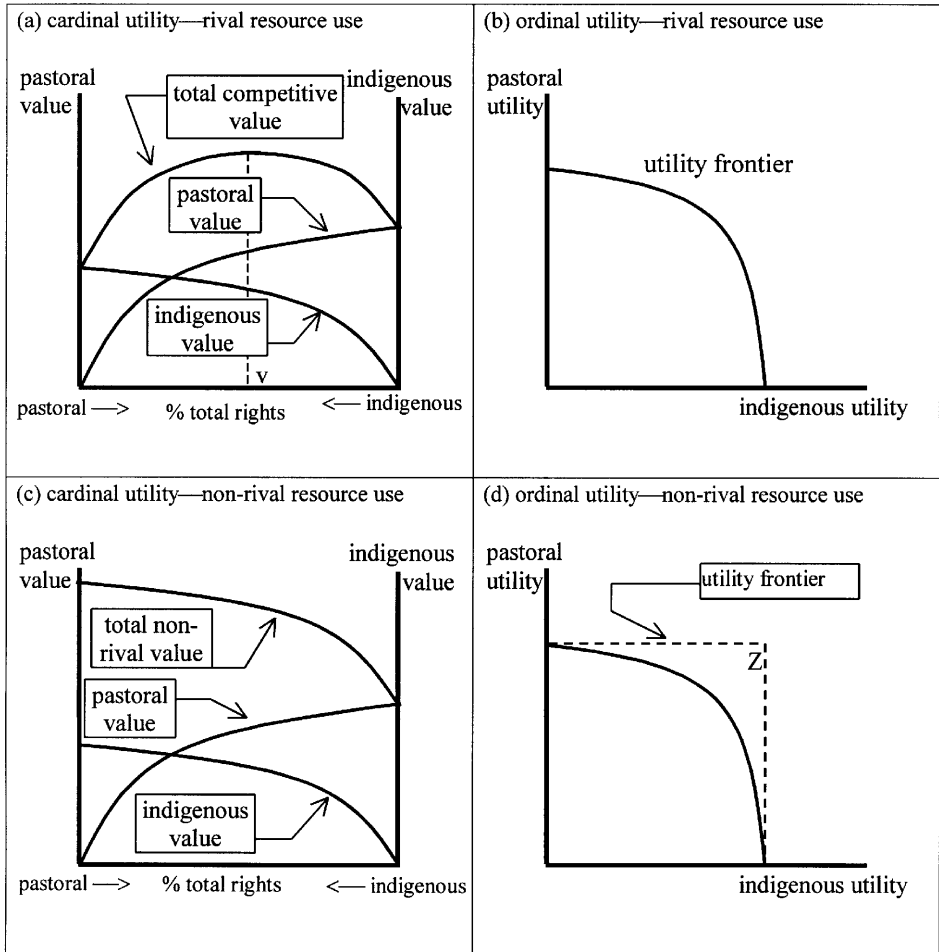 (a) cardinal utility—rival resource use
pastoral
value
indigenous
value
total competitive
value
pastoral
value
indigenous
value
v
pastoral —>
% total rights
<— indigenous
(b) ordinal utility—rival resource use
pastoral
utility
utility frontier
indigenous utility
(c) cardinal utility—non-rival resource use
pastoral
value
indigenous
value
total non-
rival value
pastoral
value
indigenous
value
pastoral —>
% total rights
<— indigenous
(d) ordinal utility—non-rival resource use
pastoral
utility
utility frontier
Z
indigenous utility